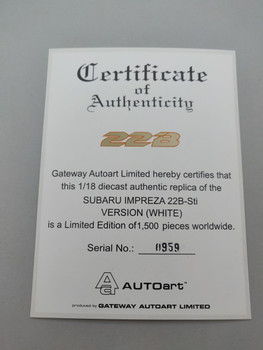 Certificate
of
Authenticity
22B
Gateway Autoart Limited hereby certifies that
this 1/18 diecast authentic replica of the
SUBARU IMPREZA 22B-Sti
VERSION (WHITE)
is a Limited Edition of1,500 pieces worldwide.
Serial No.: 0959
AA AUTOart
produced by GATEWAY AUTOART LIMITED